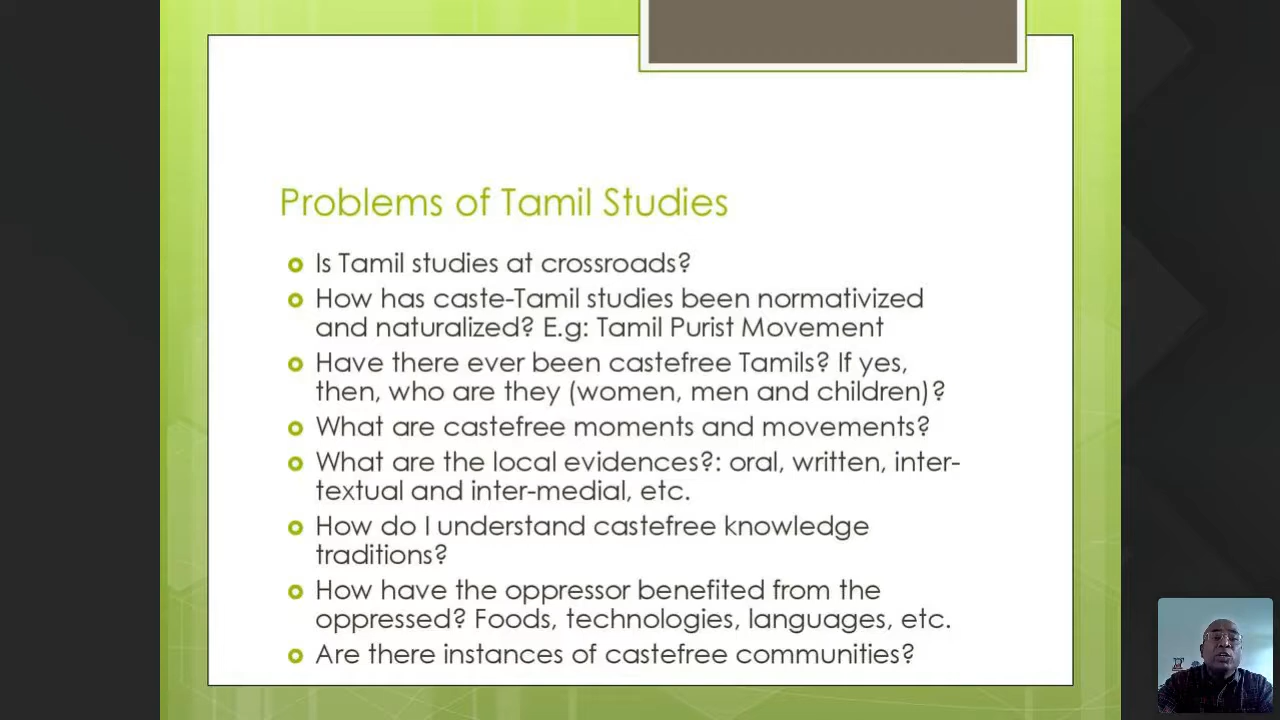 Problems of Tamil Studies
Is Tamil studies at crossroads?
How has caste-Tamil studies been normativized
and naturalized? E.g: Tamil Purist Movement
Have there ever been castefree Tamils? If yes,
then, who are they (women, men and children)?
What are castefree moments and movements?
What are the local evidences?: oral, written, inter-
textual and inter-medial, etc.
How do I understand castefree knowledge
traditions?
How have the oppressor benefited from the
oppressed? Foods, technologies, languages, etc.
Are there instances of castefree communities?